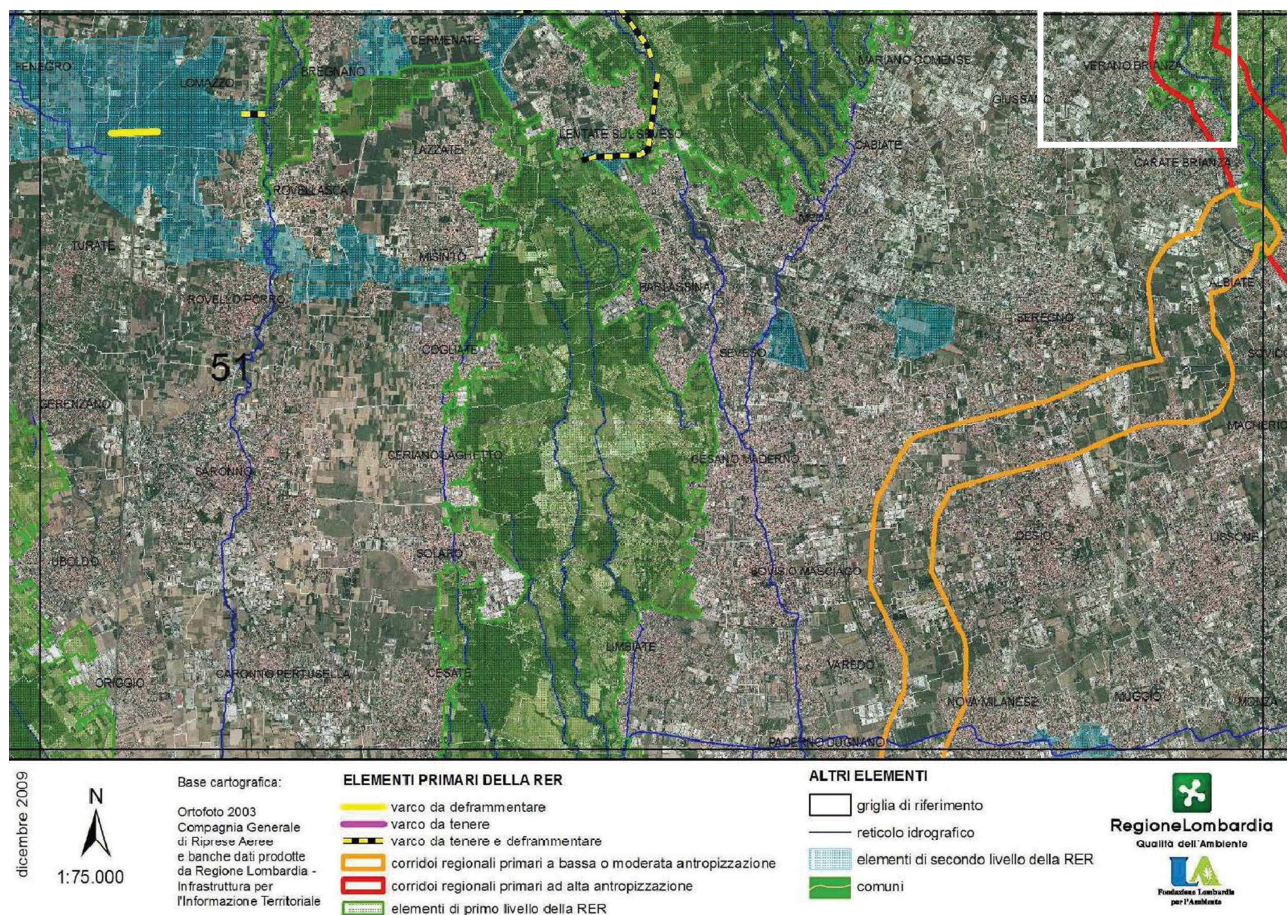 CERMENATE
PENEGRO
LOMAZZO
BREGNANO
MARIANO COMENSE
VERANO BRIANZA
GIUSSANO
LENTATE SUL SEVESO
LAZZATE
CABIATE
CARATE BRIANZA
ROVELLASCA
MEDA
TURATE
MISINTO
BARLASSINA
ALBIATE
ROVELLO PORRO
SEREGNO
COGLIATE
SEVESO
51
GERENZANO
MACHERIO
SARONNO
CERIANO LAGHETTO
CESANO MADERNO
DESIO
LISSONE
UBOLDO
SOLARO
BOVISIO MASCIAGO
LIMBIATE
VAREDO
ORIGGIO
CARONTO PERTUSELLA
CESATE
NOVA MILANESE
MUGGIÒ
MONZA
PADERNO DUGNANO
dicembre 2009
N
1:75.000
Base cartografica:
Ortofoto 2003
Compagnia Generale
di Riprese Aeree
e banche dati prodotte
da Regione Lombardia -
Infrastruttura per
l'Informazione Territoriale
ELEMENTI PRIMARI DELLA RER
varco da deframmentare
varco da tenere
varco da tenere e deframmentare
corridoi regionali primari a bassa o moderata antropizzazione
corridoi regionali primari ad alta antropizzazione
elementi di primo livello della RER
ALTRI ELEMENTI
griglia di riferimento
reticolo idrografico
elementi di secondo livello della RER
comuni
RegioneLombardia
Qualità dell'Ambiente
Fondazione Lombardia
per l'Ambiente